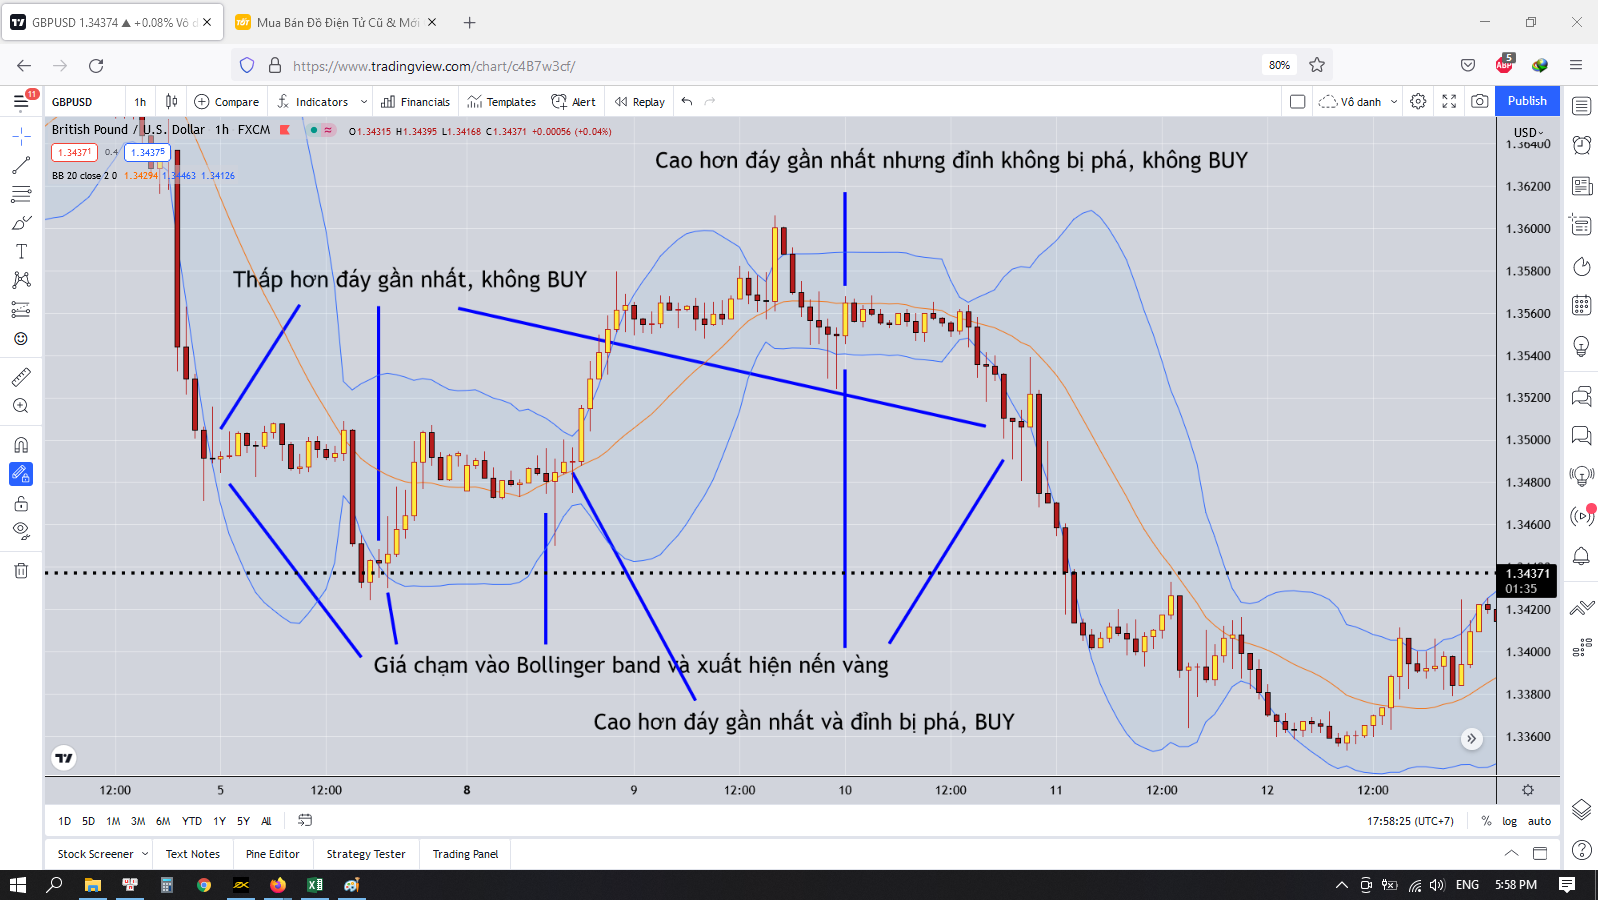 GBPUSD 1.34374 ▲ +0.08% Vô d
Mua Bán Đồ Điện Tử Cũ & Mới
https://www.tradingview.com/chart/c4B7w3cf/
80%
5
ABP
11
GBPUSD 1h Compare Indicators Financials Templates Alert Replay Vô danh Publish
British Pound / U.S. Dollar 1h FXCM O1.34315 H1.34395 L1.34168 C1.34371 +0.00056 (+0.04%)
1.34371 0.4 1.34375
BB 20 close 2 0 1.34294 1.34463 1.34126
USD
1.36400
1.36200
1.36000
1.35800
1.35600
1.35400
1.35200
1.35000
1.34800
1.34600
1.34371
01:35
1.34200
1.34000
1.33800
1.33600
Cao hơn đáy gần nhất nhưng đỉnh không bị phá, không BUY
Thấp hơn đáy gần nhất, không BUY
Giá chạm vào Bollinger band và xuất hiện nến vàng
Cao hơn đáy gần nhất và đỉnh bị phá, BUY
12:00 5 12:00 8 9 12:00 10 12:00 11 12:00 12 12:00
1D 5D 1M 3M 6M YTD 1Y 5Y All
17:58:25 (UTC+7) % log auto
Stock Screener Text Notes Pine Editor Strategy Tester Trading Panel
ENG 5:58 PM